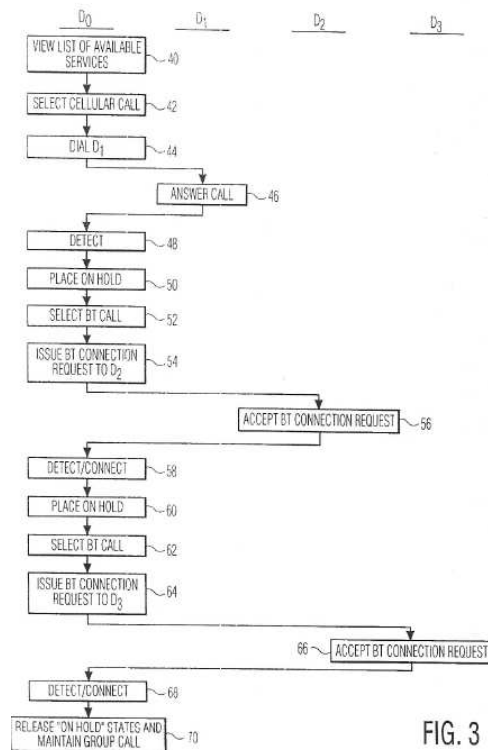 D0 D1 D2 D3
VIEW LIST OF AVAILABLE
SERVICES
40
SELECT CELLULAR CALL
42
DIAL D1
44
ANSWER CALL
46
DETECT
48
PLACE ON HOLD
50
SELECT BT CALL
52
ISSUE BT CONNECTION
REQUEST TO D2
54
ACCEPT BT CONNECTION REQUEST
56
DETECT/CONNECT
58
PLACE ON HOLD
60
SELECT BT CALL
62
ISSUE BT CONNECTION
REQUEST TO D3
64
66
ACCEPT BT CONNECTION REQUEST
DETECT/CONNECT
68
RELEASE "ON HOLD" STATES AND
MAINTAIN GROUP CALL
70
FIG. 3